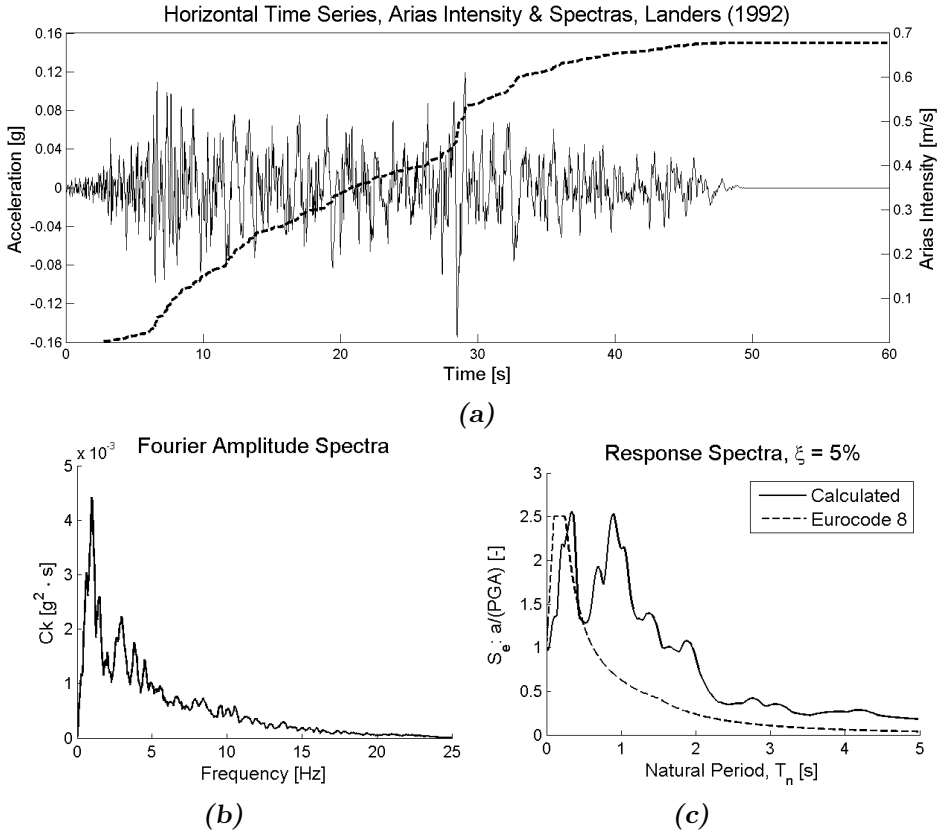 Horizontal Time Series, Arias Intensity & Spectras, Landers (1992)
Acceleration [g]
0.16
0.12
0.08
0.04
0
-0.04
-0.08
-0.12
-0.16
0 10 20 30 40 50 60
Time [s]
0.7
0.6
0.5
0.4
0.3
0.2
0.1
Arias Intensity [m/s]
(a)
Fourier Amplitude Spectra
x 10⁻³
Ck [g² · s]
5
4
3
2
1
0
0 5 10 15 20 25
Frequency [Hz]
(b)
Response Spectra, ξ = 5%
Sₑ: a/(PGA) [-]
3
2.5
2
1.5
1
0.5
0
Calculated
Eurocode 8
0 1 2 3 4 5
Natural Period, Tₙ [s]
(c)